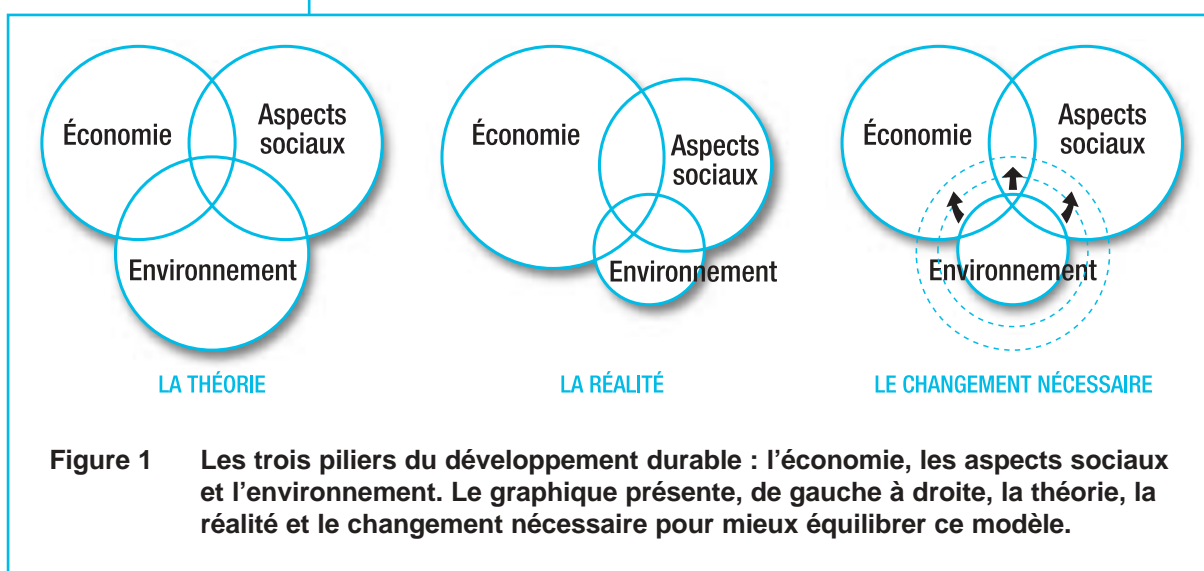 Économie
Aspects
sociaux
Environnement
LA THÉORIE
Économie
Aspects
sociaux
Environnement
LA RÉALITÉ
Économie
Aspects
sociaux
Environnement
LE CHANGEMENT NÉCESSAIRE
Figure 1 Les trois piliers du développement durable : l’économie, les aspects sociaux
et l’environnement. Le graphique présente, de gauche à droite, la théorie, la
réalité et le changement nécessaire pour mieux équilibrer ce modèle.